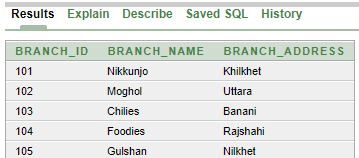 Results Explain Describe Saved SQL History
BRANCH_ID BRANCH_NAME BRANCH_ADDRESS
101 Nikkunjo Khilkhet
102 Moghol Uttara
103 Chilies Banani
104 Foodies Rajshahi
105 Gulshan Nilkhet